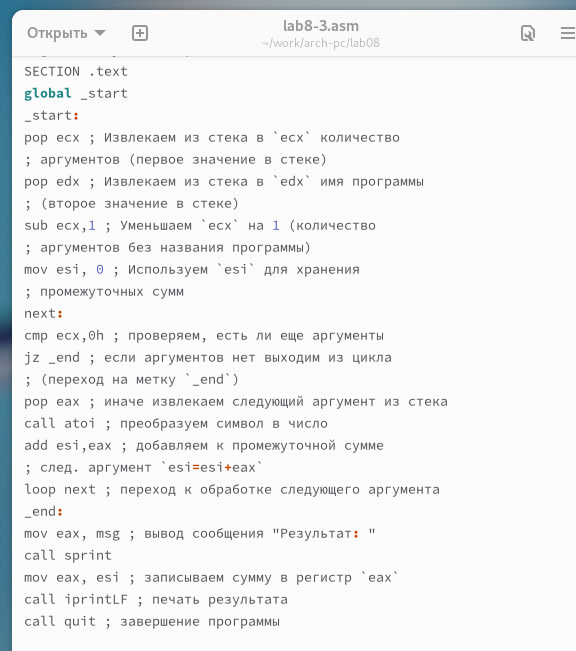 Открыть
lab8-3.asm
~/work/arch-pc/lab08
SECTION .text
global _start
_start:
pop ecx ; Извлекаем из стека в `ecx` количество
; аргументов (первое значение в стеке)
pop edx ; Извлекаем из стека в `edx` имя программы
; (второе значение в стеке)
sub ecx,1 ; Уменьшаем `ecx` на 1 (количество
; аргументов без названия программы)
mov esi, 0 ; Используем `esi` для хранения
; промежуточных сумм
next:
cmp ecx,0h ; проверяем, есть ли еще аргументы
jz _end ; если аргументов нет выходим из цикла
; (переход на метку `_end`)
pop eax ; иначе извлекаем следующий аргумент из стека
call atoi ; преобразуем символ в число
add esi,eax ; добавляем к промежуточной сумме
; след. аргумент `esi=esi+eax`
loop next ; переход к обработке следующего аргумента
_end:
mov eax, msg ; вывод сообщения "Результат: "
call sprint
mov eax, esi ; записываем сумму в регистр `eax`
call iprintLF ; печать результата
call quit ; завершение программы